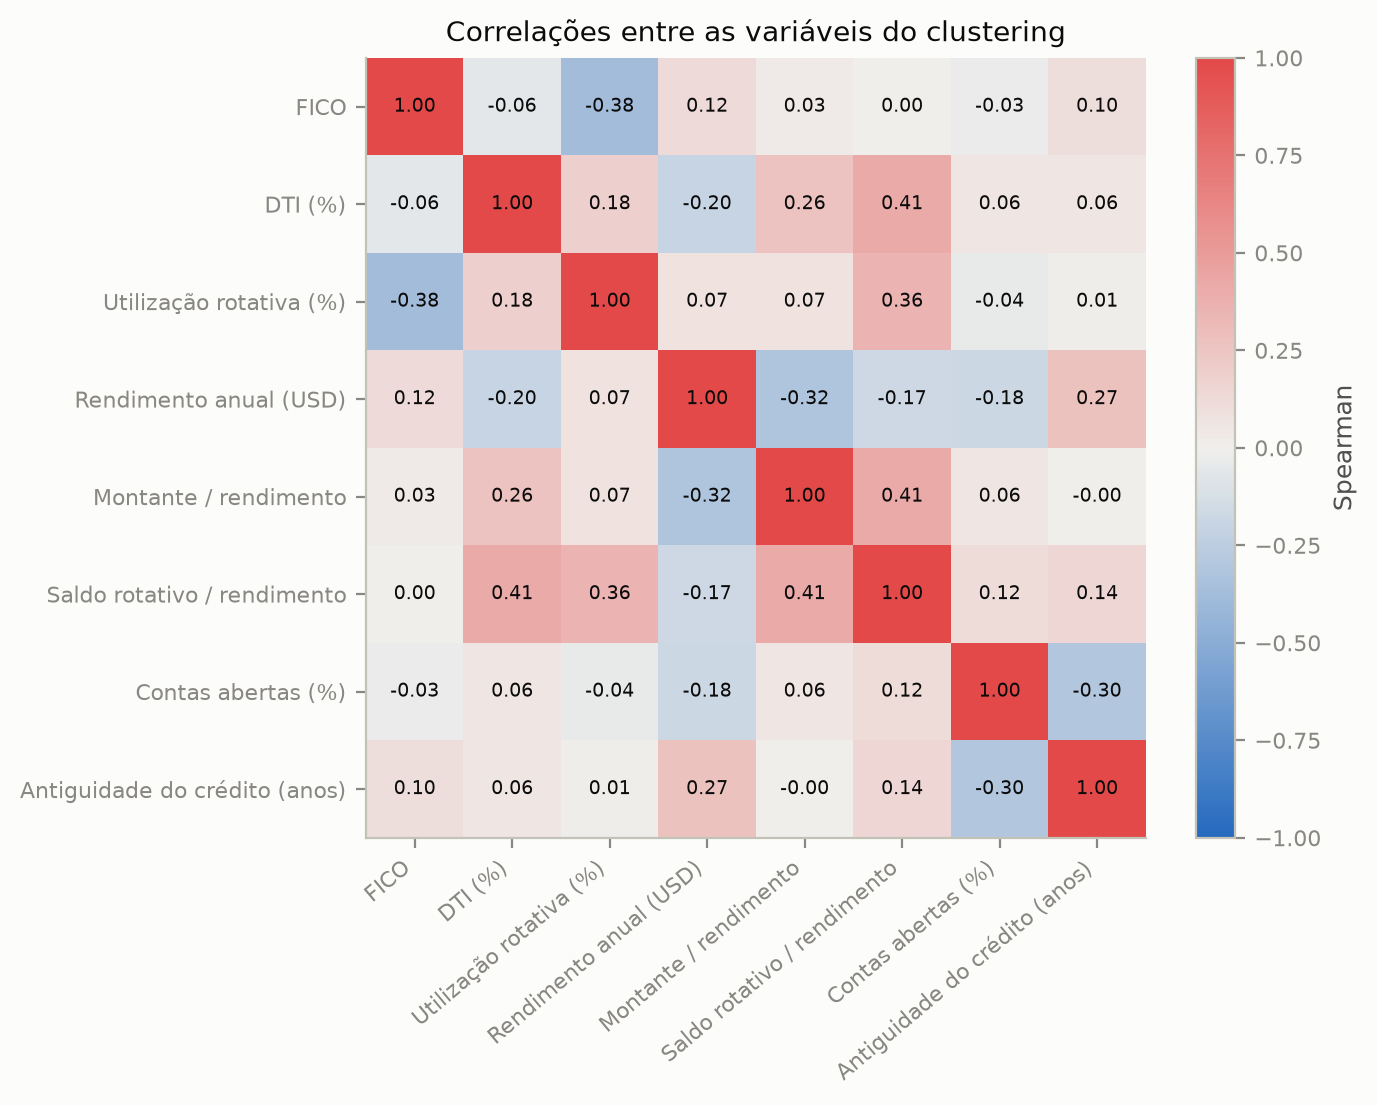 Correlações entre as variáveis do clustering
FICO 1.00 -0.06 -0.38 0.12 0.03 0.00 -0.03 0.10
DTI (%) -0.06 1.00 0.18 -0.20 0.26 0.41 0.06 0.06
Utilização rotativa (%) -0.38 0.18 1.00 0.07 0.07 0.36 -0.04 0.01
Rendimento anual (USD) 0.12 -0.20 0.07 1.00 -0.32 -0.17 -0.18 0.27
Montante / rendimento 0.03 0.26 0.07 -0.32 1.00 0.41 0.06 -0.00
Saldo rotativo / rendimento 0.00 0.41 0.36 -0.17 0.41 1.00 0.12 0.14
Contas abertas (%) -0.03 0.06 -0.04 -0.18 0.06 0.12 1.00 -0.30
Antiguidade do crédito (anos) 0.10 0.06 0.01 0.27 -0.00 0.14 -0.30 1.00
FICO
DTI (%)
Utilização rotativa (%)
Rendimento anual (USD)
Montante / rendimento
Saldo rotativo / rendimento
Contas abertas (%)
Antiguidade do crédito (anos)
1.00
0.75
0.50
0.25
0.00
−0.25
−0.50
−0.75
−1.00
Spearman